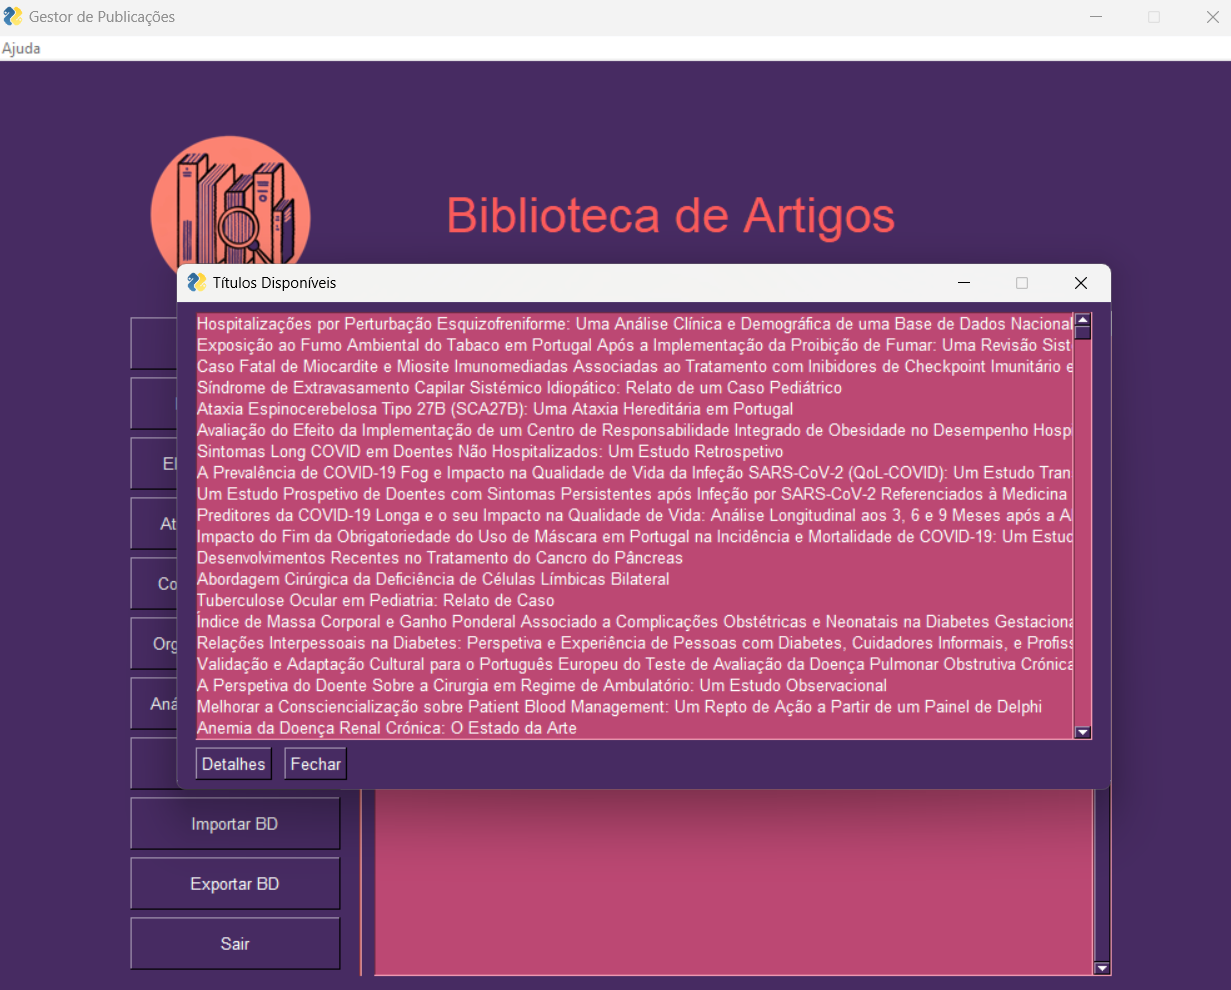 Gestor de Publicações
Ajuda
Biblioteca de Artigos
Títulos Disponíveis
Hospitalizações por Perturbação Esquizofreniforme: Uma Análise Clínica e Demográfica de uma Base de Dados Nacional
Exposição ao Fumo Ambiental do Tabaco em Portugal Após a Implementação da Proibição de Fumar: Uma Revisão Sist
Caso Fatal de Miocardite e Miosite Imunomediadas Associadas ao Tratamento com Inibidores de Checkpoint Imunitário e
Síndrome de Extravasamento Capilar Sistémico Idiopático: Relato de um Caso Pediátrico
Ataxia Espinocerebelosa Tipo 27B (SCA27B): Uma Ataxia Hereditária em Portugal
Avaliação do Efeito da Implementação de um Centro de Responsabilidade Integrado de Obesidade no Desempenho Hosp
Sintomas Long COVID em Doentes Não Hospitalizados: Um Estudo Retrospetivo
A Prevalência de COVID-19 Fog e Impacto na Qualidade de Vida da Infeção SARS-CoV-2 (QoL-COVID): Um Estudo Tran
Um Estudo Prospetivo de Doentes com Sintomas Persistentes após Infeção por SARS-CoV-2 Referenciados à Medicina
Preditores da COVID-19 Longa e o seu Impacto na Qualidade de Vida: Análise Longitudinal aos 3, 6 e 9 Meses após a A
Impacto do Fim da Obrigatoriedade do Uso de Máscara em Portugal na Incidência e Mortalidade de COVID-19: Um Estuc
Desenvolvimentos Recentes no Tratamento do Cancro do Pâncreas
Abordagem Cirúrgica da Deficiência de Células Límbicas Bilateral
Tuberculose Ocular em Pediatria: Relato de Caso
Índice de Massa Corporal e Ganho Ponderal Associado a Complicações Obstétricas e Neonatais na Diabetes Gestaciona
Relações Interpessoais na Diabetes: Perspetiva e Experiência de Pessoas com Diabetes, Cuidadores Informais, e Profiss
Validação e Adaptação Cultural para o Português Europeu do Teste de Avaliação da Doença Pulmonar Obstrutiva Crónica
A Perspetiva do Doente Sobre a Cirurgia em Regime de Ambulatório: Um Estudo Observacional
Melhorar a Consciencialização sobre Patient Blood Management: Um Repto de Ação a Partir de um Painel de Delphi
Anemia da Doença Renal Crónica: O Estado da Arte
Detalhes Fechar
El
At
Co
Org
Aná
Importar BD
Exportar BD
Sair